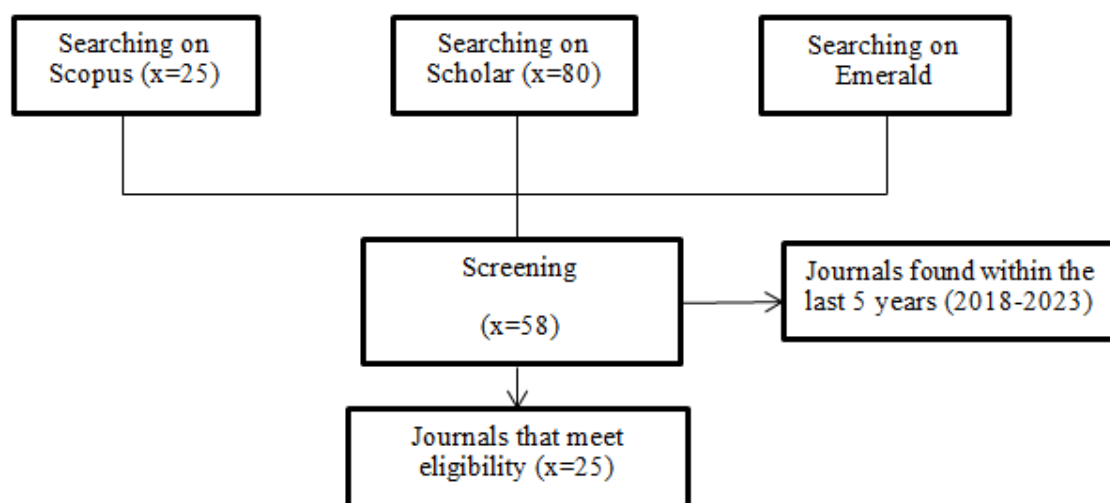 Searching on
Scopus (x=25)
Searching on
Scholar (x=80)
Searching on
Emerald
Screening
(x=58)
Journals found within the
last 5 years (2018-2023)
Journals that meet
eligibility (x=25)